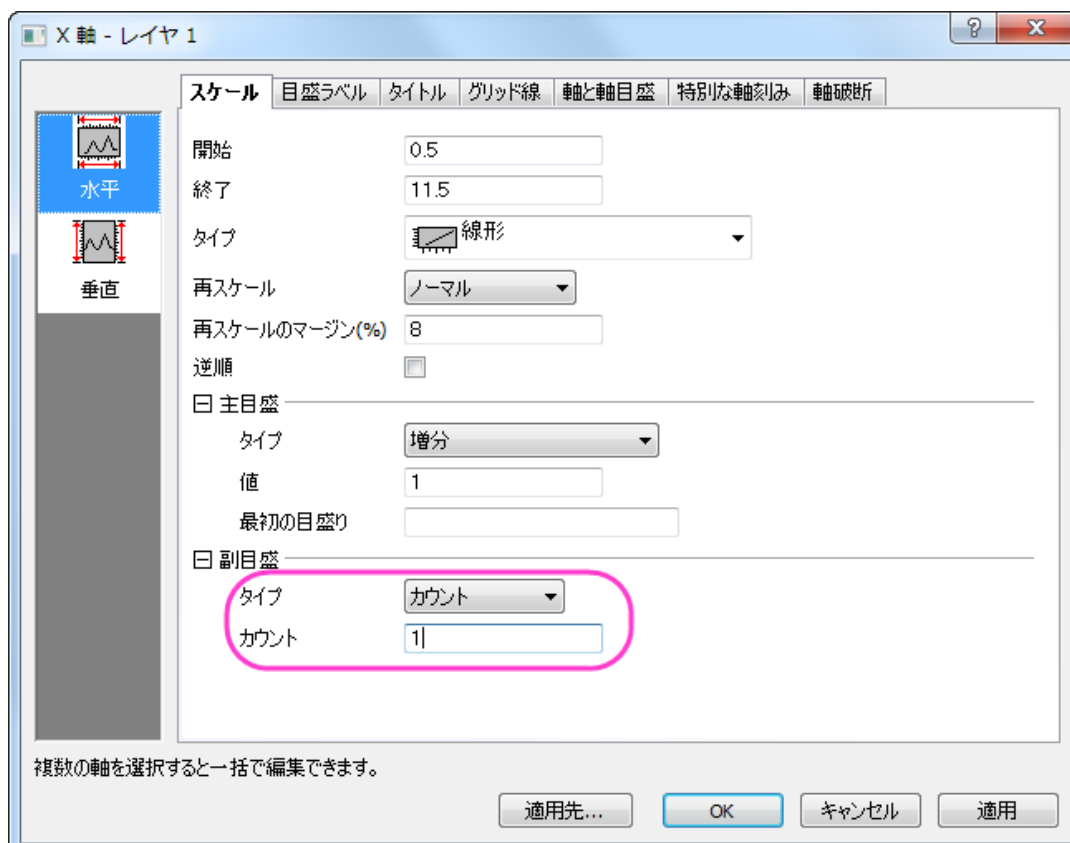 X 軸 - レイヤ 1
スケール 目盛ラベル タイトル グリッド線 軸と軸目盛 特別な軸刻み 軸破断
水平
垂直
開始 0.5
終了 11.5
タイプ 線形
再スケール ノーマル
再スケールのマージン(%) 8
逆順
主目盛
タイプ 増分
値 1
最初の目盛り
副目盛
タイプ カウント
カウント 1
複数の軸を選択すると一括で編集できます。
適用先... OK キャンセル 適用